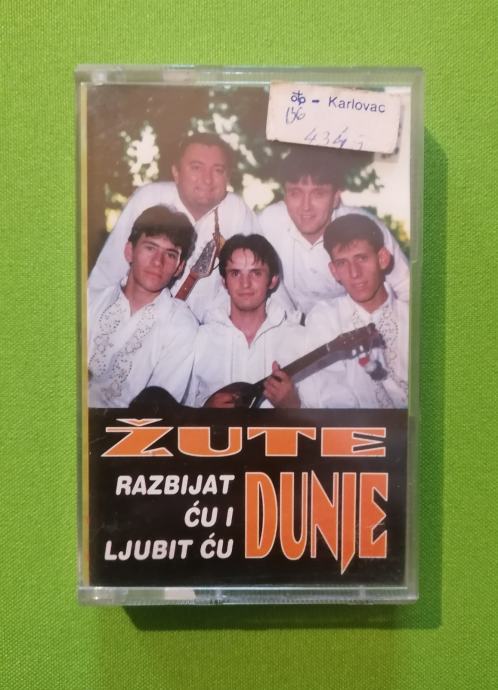 - Karlovac
ŽUTE
RAZBIJAT
ĆU I
LJUBIT ĆU
DUNJE